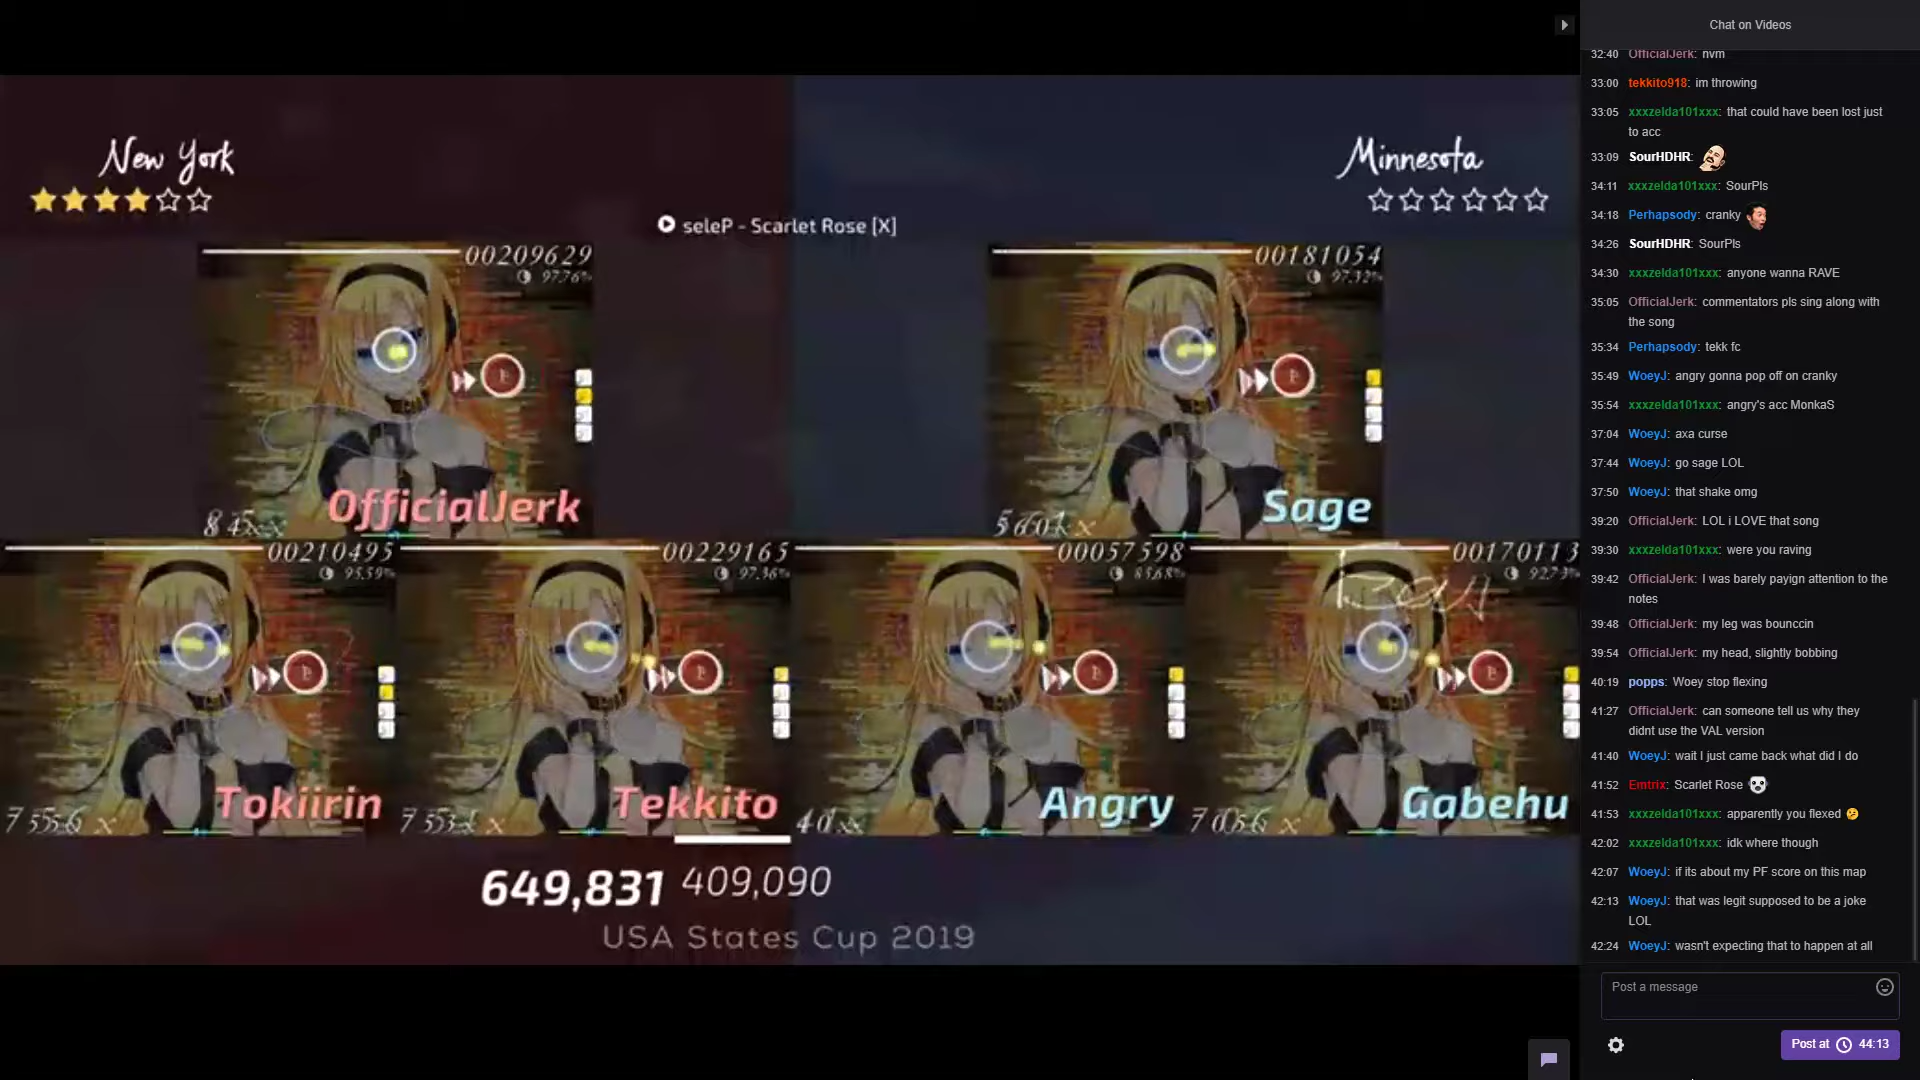 New York
Minnesota
seleP - Scarlet Rose [X]
00209629
97.76%
00181054
97.32%
OfficialJerk
Sage
00210495
95.59%
00229165
97.36%
00057598
85.68%
00170113
92.73%
Tokiirin
Tekkito
Angry
Gabehu
649,831 409,090
USA States Cup 2019
Chat on Videos
32:40 OfficialJerk: nvm
33:00 tekkito918: im throwing
33:05 xxxzelda101xxx: that could have been lost just
to acc
33:09 SourHDHR:
34:11 xxxzelda101xxx: SourPls
34:18 Perhapsody: cranky
34:26 SourHDHR: SourPls
34:30 xxxzelda101xxx: anyone wanna RAVE
35:05 OfficialJerk: commentators pls sing along with
the song
35:34 Perhapsody: tekk fc
35:49 WoeyJ: angry gonna pop off on cranky
35:54 xxxzelda101xxx: angry's acc MonkaS
37:04 WoeyJ: axa curse
37:44 WoeyJ: go sage LOL
37:50 WoeyJ: that shake omg
39:20 OfficialJerk: LOL i LOVE that song
39:30 xxxzelda101xxx: were you raving
39:42 OfficialJerk: I was barely payign attention to the
notes
39:48 OfficialJerk: my leg was bounccin
39:54 OfficialJerk: my head, slightly bobbing
40:19 popps: Woey stop flexing
41:27 OfficialJerk: can someone tell us why they
didnt use the VAL version
41:40 WoeyJ: wait I just came back what did I do
41:52 Emtrix: Scarlet Rose
41:53 xxxzelda101xxx: apparently you flexed
42:02 xxxzelda101xxx: idk where though
42:07 WoeyJ: if its about my PF score on this map
42:13 WoeyJ: that was legit supposed to be a joke
LOL
42:24 WoeyJ: wasn't expecting that to happen at all
Post a message
Post at 44:13